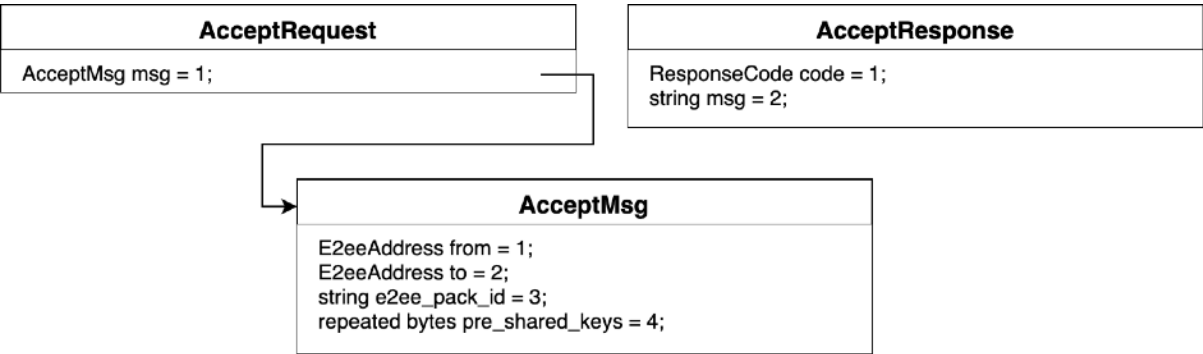 AcceptRequest
AcceptMsg msg = 1;
AcceptResponse
ResponseCode code = 1;
string msg = 2;
AcceptMsg
E2eeAddress from = 1;
E2eeAddress to = 2;
string e2ee_pack_id = 3;
repeated bytes pre_shared_keys = 4;